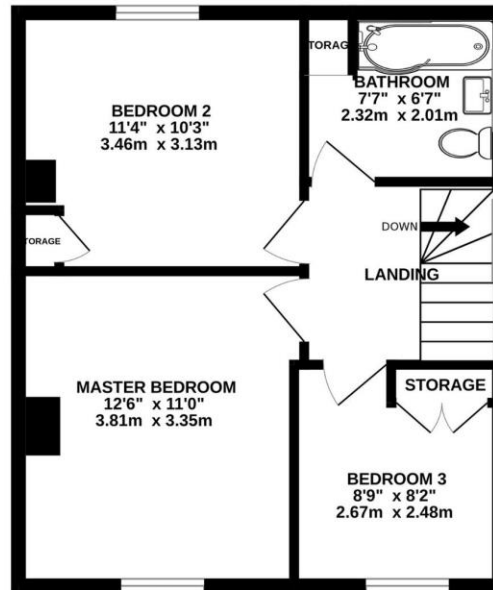 BEDROOM 2
11'4" x 10'3"
3.46m x 3.13m
TORAG
BATHROOM
7'7" x 6'7"
2.32m x 2.01m
TORAGE
DOWN
LANDING
MASTER BEDROOM
12'6" x 11'0"
3.81m x 3.35m
STORAGE
BEDROOM 3
8'9" x 8'2"
2.67m x 2.48m